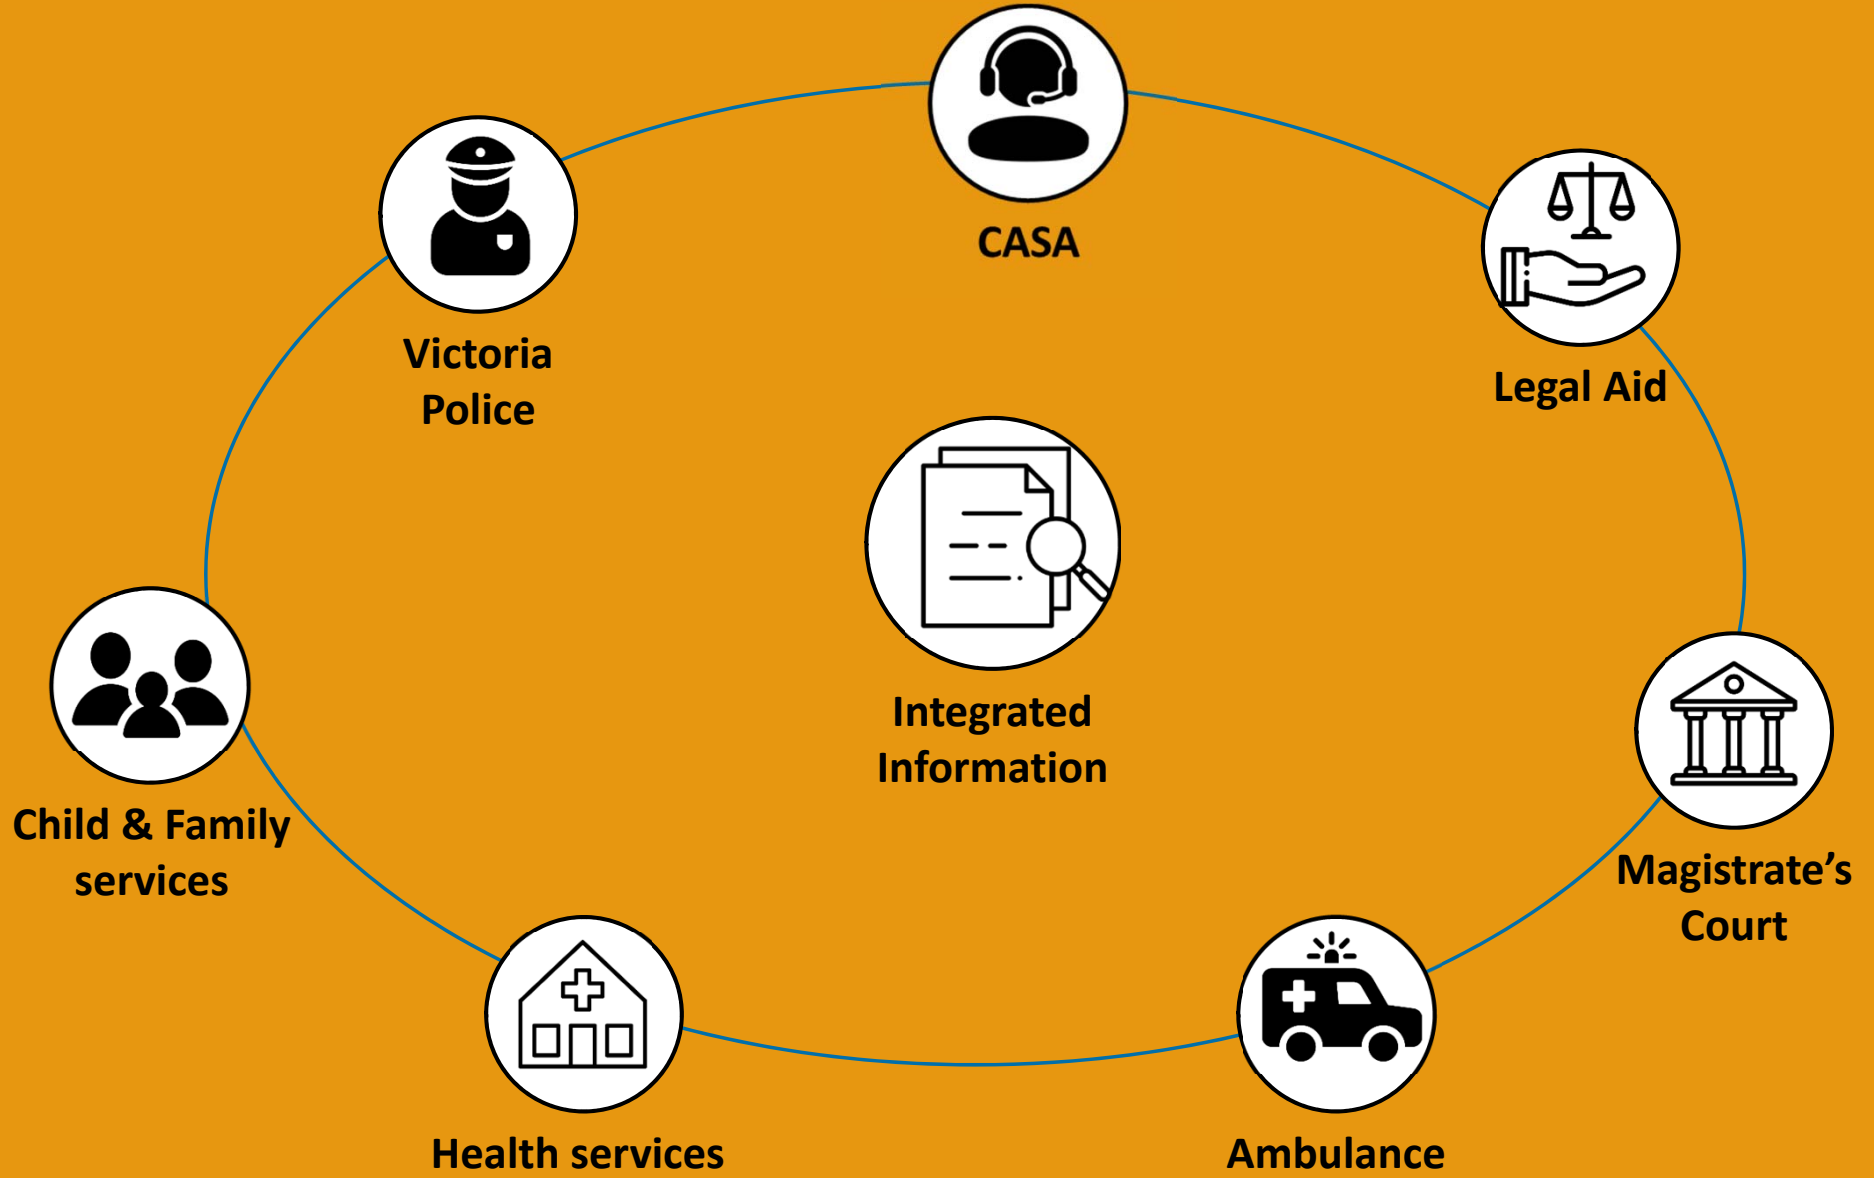 CASA
Victoria
Police
Legal Aid
Integrated
Information
Child & Family
services
Magistrate’s
Court
Health services
Ambulance